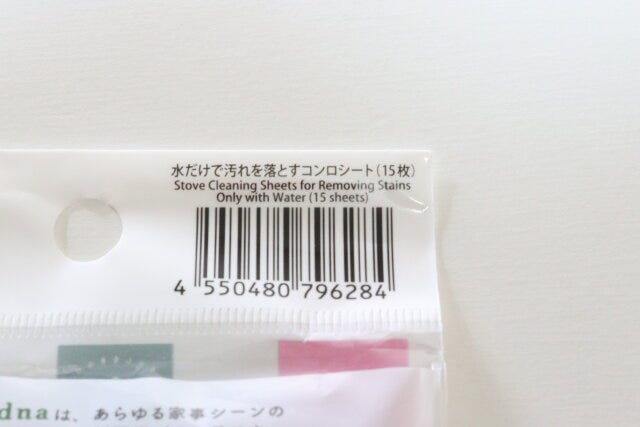 水だけで汚れを落とすコンロシート(15枚)
Stove Cleaning Sheets for Removing Stains
Only with Water (15 sheets)
4 550480 796284
dnaは、あらゆる家事シーンの